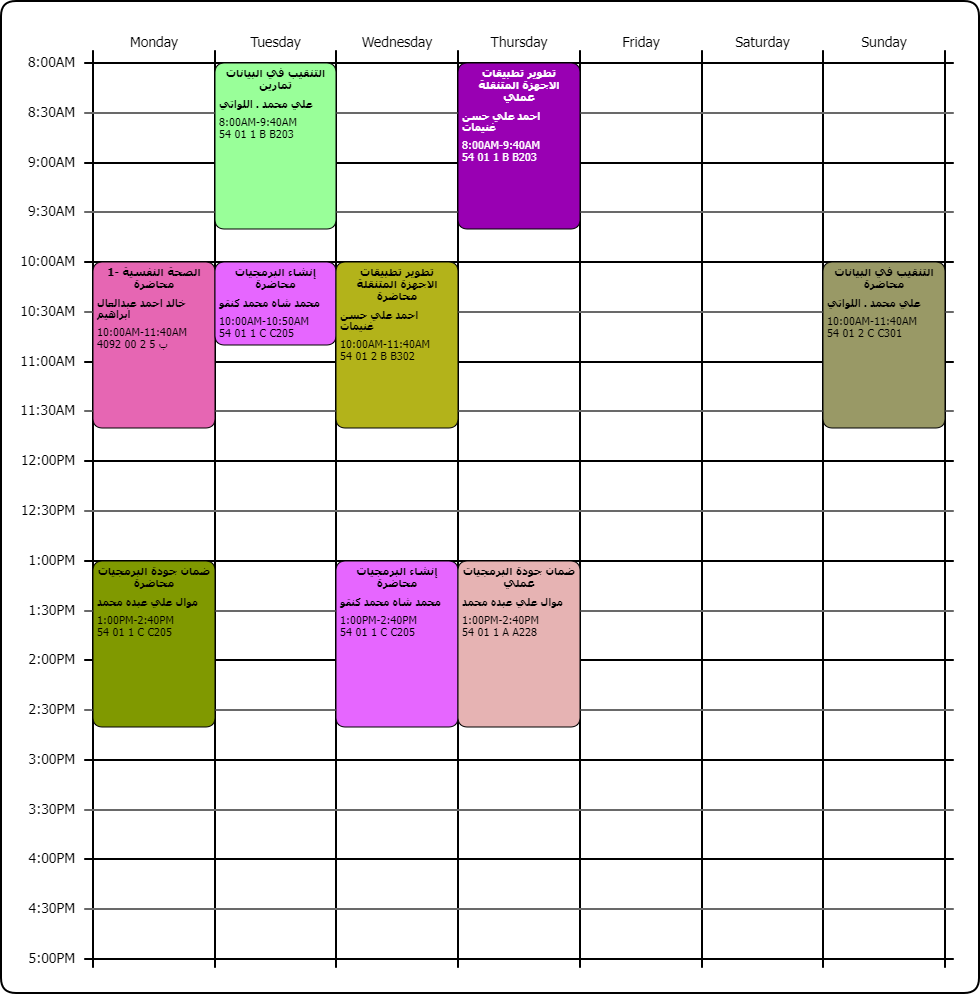 Monday
Tuesday
Wednesday
Thursday
Friday
Saturday
Sunday
8:00AM
8:30AM
9:00AM
9:30AM
10:00AM
10:30AM
11:00AM
11:30AM
12:00PM
12:30PM
1:00PM
1:30PM
2:00PM
2:30PM
3:00PM
3:30PM
4:00PM
4:30PM
5:00PM
الصحة النفسية -1
محاضرة
خالد احمد عبدالعال
ابراهيم
10:00AM-11:40AM
4092 00 2 5 ب
ضمان جودة البرمجيات
محاضرة
موال علي عبده محمد
1:00PM-2:40PM
54 01 1 C C205
التنقيب في البيانات
تمارين
علي محمد . اللواتي
8:00AM-9:40AM
54 01 1 B B203
إنشاء البرمجيات
محاضرة
محمد شاه محمد كنقو
10:00AM-10:50AM
54 01 1 C C205
تطوير تطبيقات
الاجهزة المتنقلة
محاضرة
احمد علي حسن
غنيمات
10:00AM-11:40AM
54 01 2 B B302
إنشاء البرمجيات
محاضرة
محمد شاه محمد كنقو
1:00PM-2:40PM
54 01 1 C C205
تطوير تطبيقات
الاجهزة المتنقلة
عملي
احمد علي حسن
غنيمات
8:00AM-9:40AM
54 01 1 B B203
ضمان جودة البرمجيات
عملي
موال علي عبده محمد
1:00PM-2:40PM
54 01 1 A A228
التنقيب في البيانات
محاضرة
علي محمد . اللواتي
10:00AM-11:40AM
54 01 2 C C301